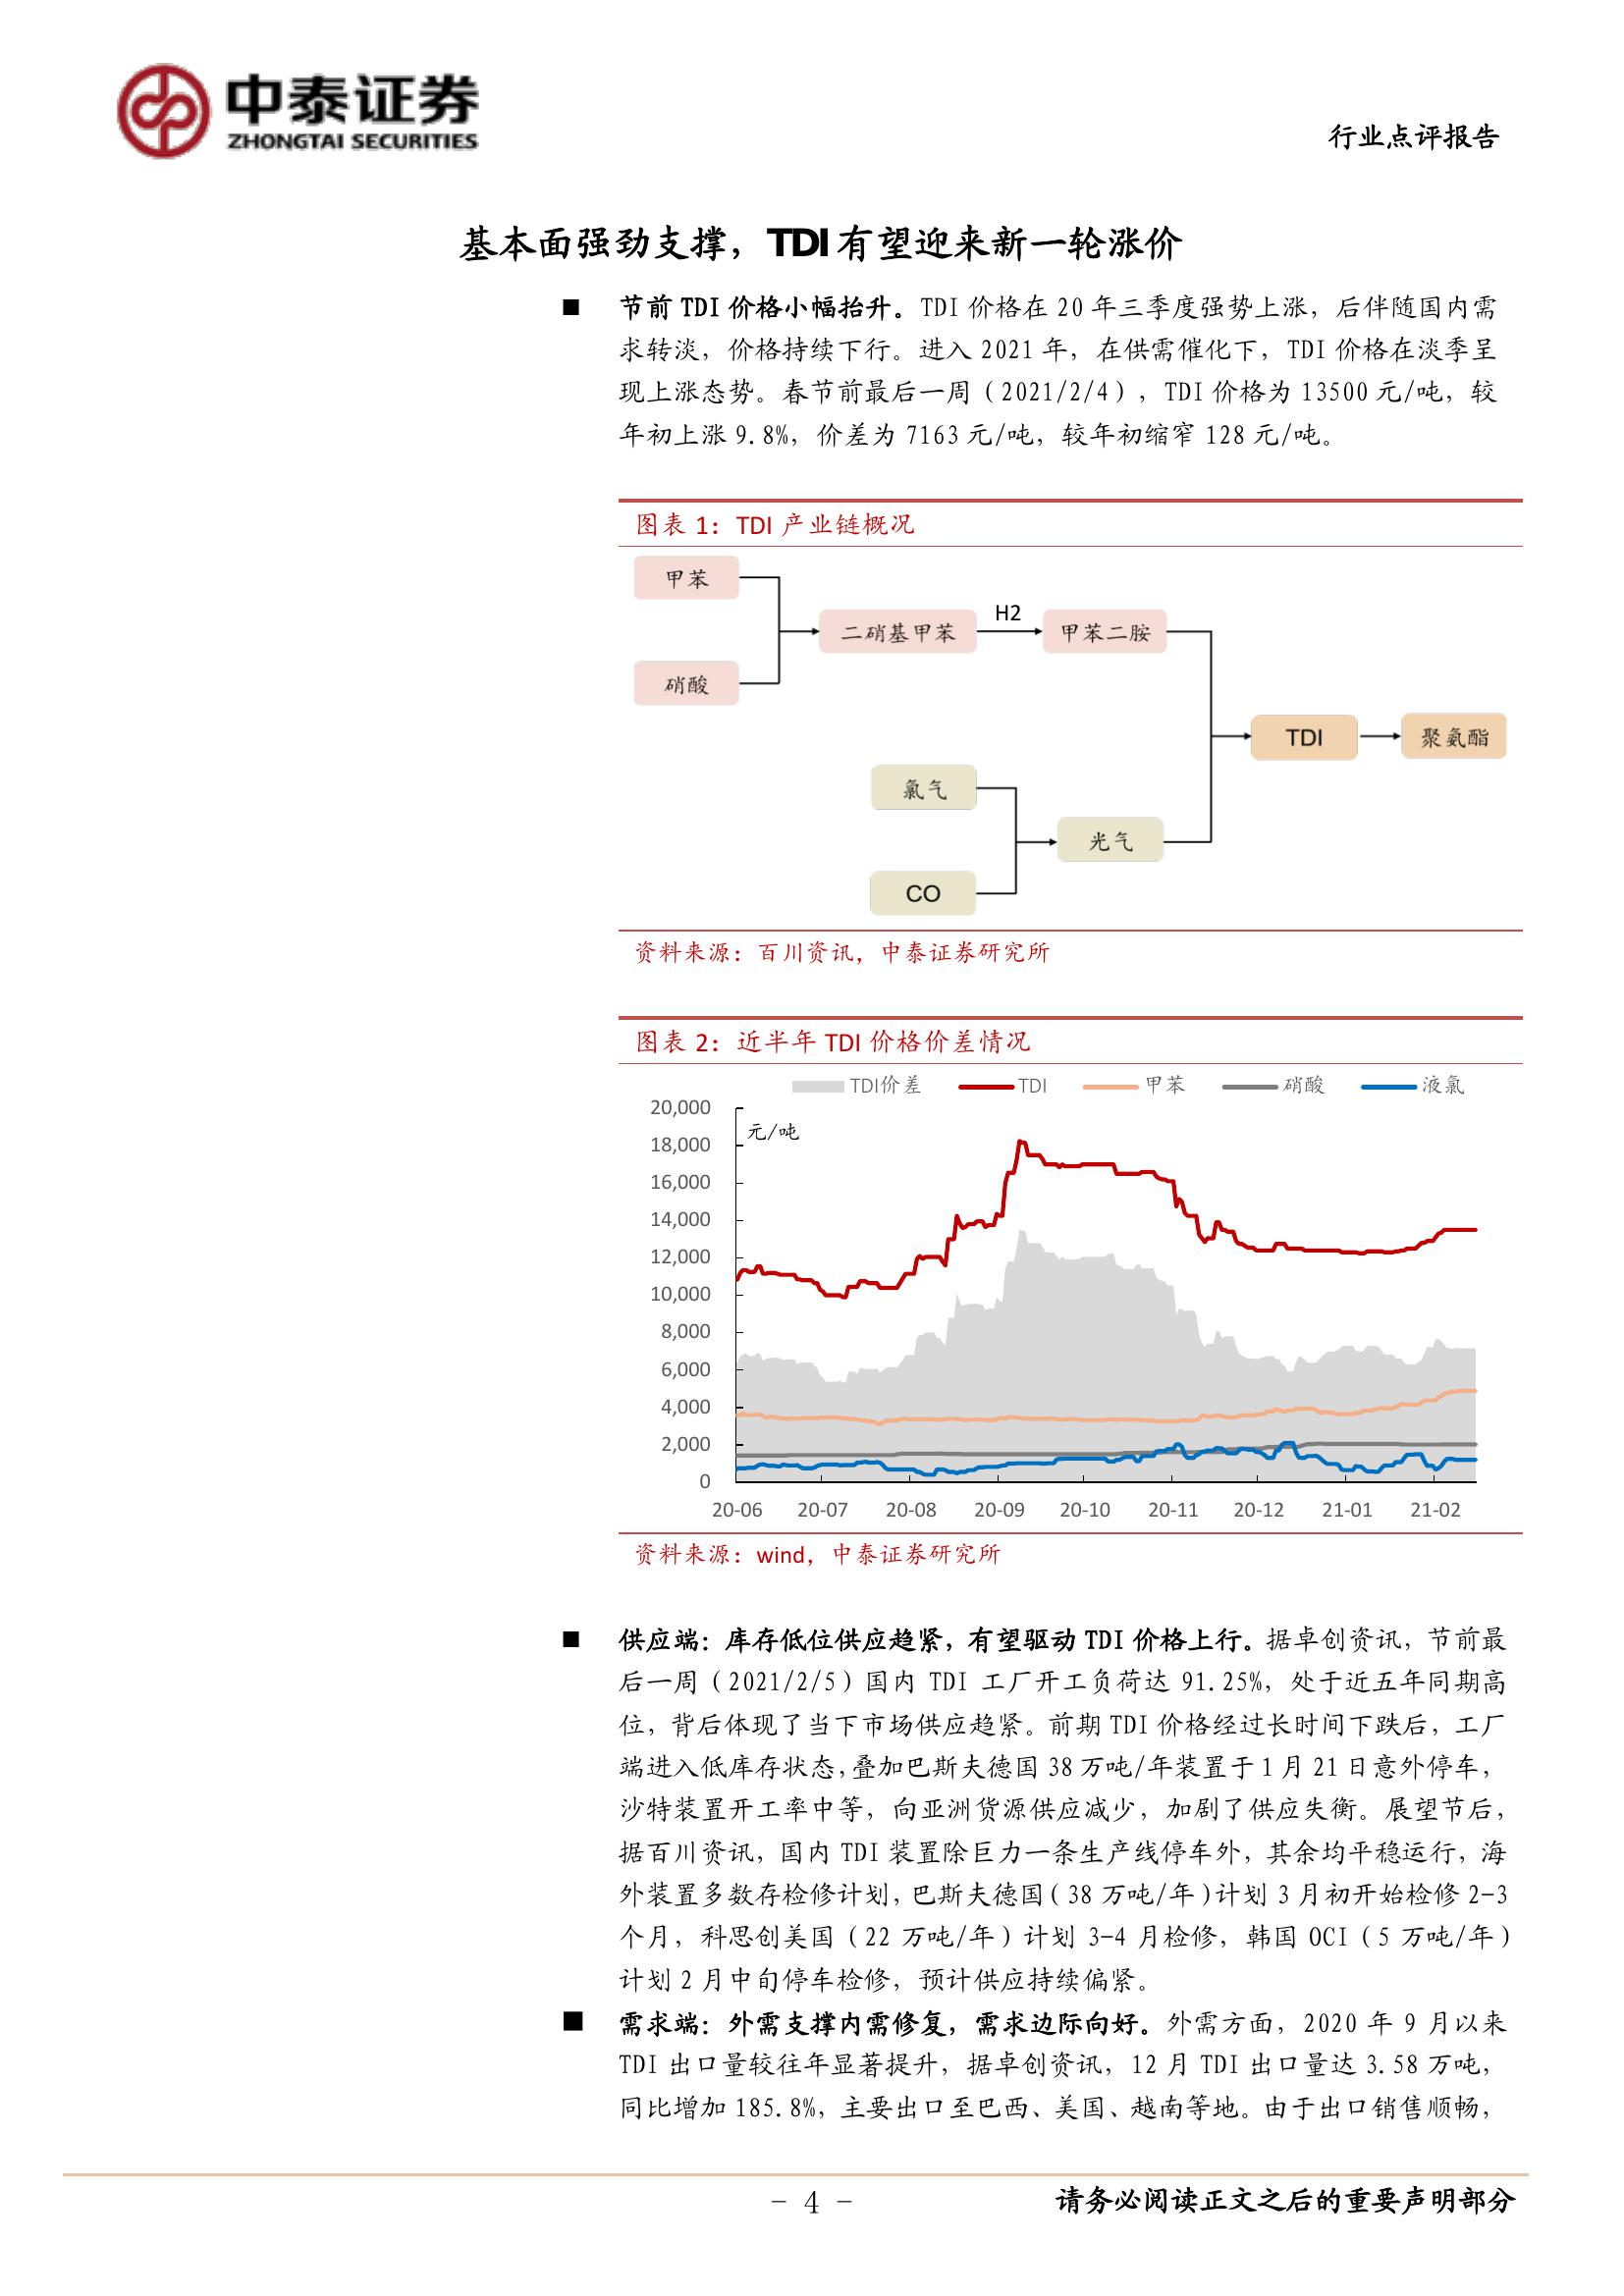 中泰证券
ZHONGTAI SECURITIES
行业点评报告
基本面强劲支撑，TDI有望迎来新一轮涨价
■ 节前 TDI 价格小幅抬升。TDI 价格在 20 年三季度强势上涨，后伴随国内需
求转淡，价格持续下行。进入 2021 年，在供需催化下，TDI 价格在淡季呈
现上涨态势。春节前最后一周（2021/2/4），TDI 价格为 13500 元/吨，较
年初上涨 9.8%，价差为 7163 元/吨，较年初缩窄 128 元/吨。
图表 1：TDI 产业链概况
甲苯
H2
二硝基甲苯
甲苯二胺
硝酸
TDI
聚氨酯
氯气
光气
CO
资料来源：百川资讯，中泰证券研究所
图表 2：近半年 TDI 价格价差情况
TDI价差 TDI 甲苯 硝酸 液氯
元/吨
20,000
18,000
16,000
14,000
12,000
10,000
8,000
6,000
4,000
2,000
0
20-06 20-07 20-08 20-09 20-10 20-11 20-12 21-01 21-02
资料来源：wind，中泰证券研究所
■ 供应端：库存低位供应趋紧，有望驱动 TDI 价格上行。据卓创资讯，节前最
后一周（2021/2/5）国内 TDI 工厂开工负荷达 91.25%，处于近五年同期高
位，背后体现了当下市场供应趋紧。前期 TDI 价格经过长时间下跌后，工厂
端进入低库存状态，叠加巴斯夫德国 38 万吨/年装置于 1 月 21 日意外停车，
沙特装置开工率中等，向亚洲货源供应减少，加剧了供应失衡。展望节后，
据百川资讯，国内 TDI 装置除巨力一条生产线停车外，其余均平稳运行，海
外装置多数存检修计划，巴斯夫德国（38 万吨/年）计划 3 月初开始检修 2-3
个月，科思创美国（22 万吨/年）计划 3-4 月检修，韩国 OCI（5 万吨/年）
计划 2 月中旬停车检修，预计供应持续偏紧。
■ 需求端：外需支撑内需修复，需求边际向好。外需方面，2020 年 9 月以来
TDI 出口量较往年显著提升，据卓创资讯，12 月 TDI 出口量达 3.58 万吨，
同比增加 185.8%，主要出口至巴西、美国、越南等地。由于出口销售顺畅，
- 4 -
请务必阅读正文之后的重要声明部分